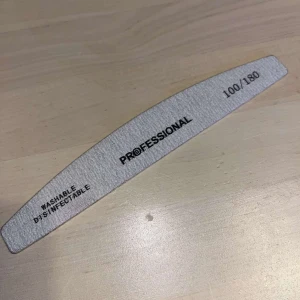 WASHABLE
DISINFECTABLE
PROFESSIONAL
100/180